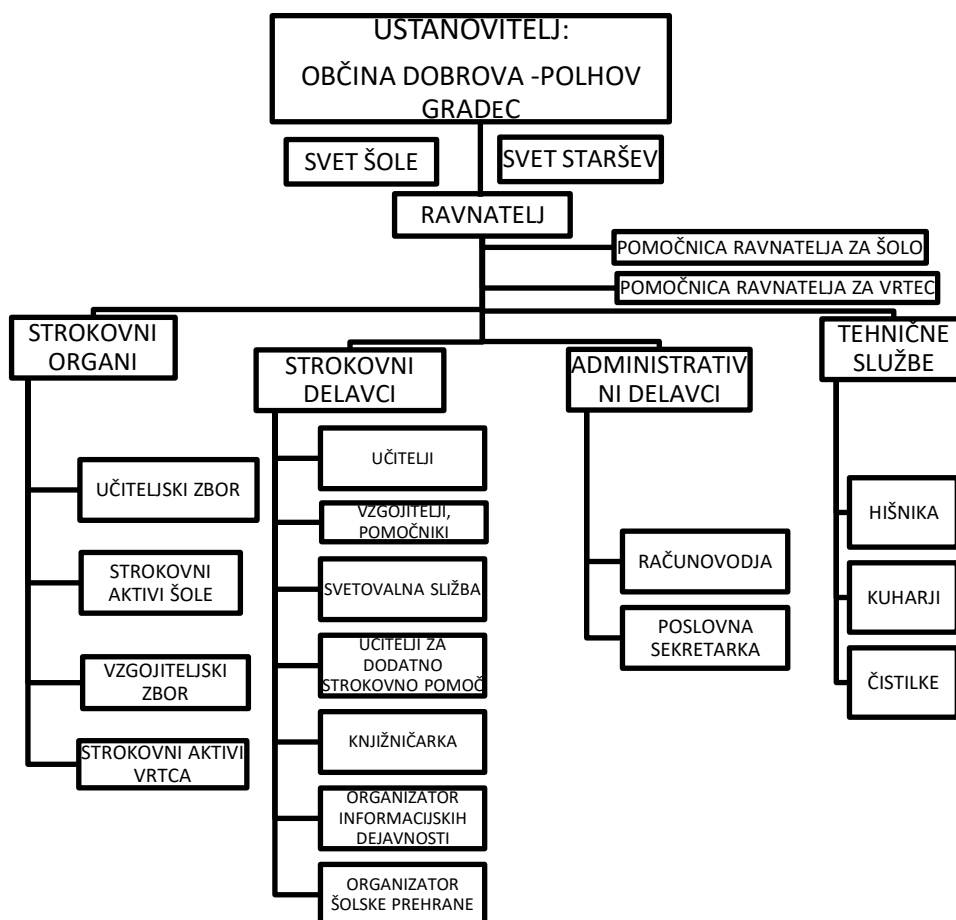 USTANOVITELJ:
OBČINA DOBROVA -POLHOV
GRADEC
SVET ŠOLE
SVET STARŠEV
RAVNATELJ
POMOČNICA RAVNATELJA ZA ŠOLO
POMOČNICA RAVNATELJA ZA VRTEC
STROKOVNI
ORGANI
UČITELJSKI ZBOR
STROKOVNI
AKTIVI ŠOLE
VZGOJITELJSKI
ZBOR
STROKOVNI AKTIVI
VRTCA
STROKOVNI
DELAVCI
UČITELJI
VZGOJITELJI,
POMOČNIKI
SVETOVALNA SLIŽBA
UČITELJI ZA
DODATNO
STROKOVNO POMOČ
KNJIŽNIČARKA
ORGANIZATOR
INFORMACIJSKIH
DEJAVNOSTI
ORGANIZATOR
ŠOLSKE PREHRANE
ADMINISTRATIV
NI DELAVCI
RAČUNOVODJA
POSLOVNA
SEKRETARKA
TEHNIČNE
SLUŽBE
HIŠNIKA
KUHARJI
ČISTILKE